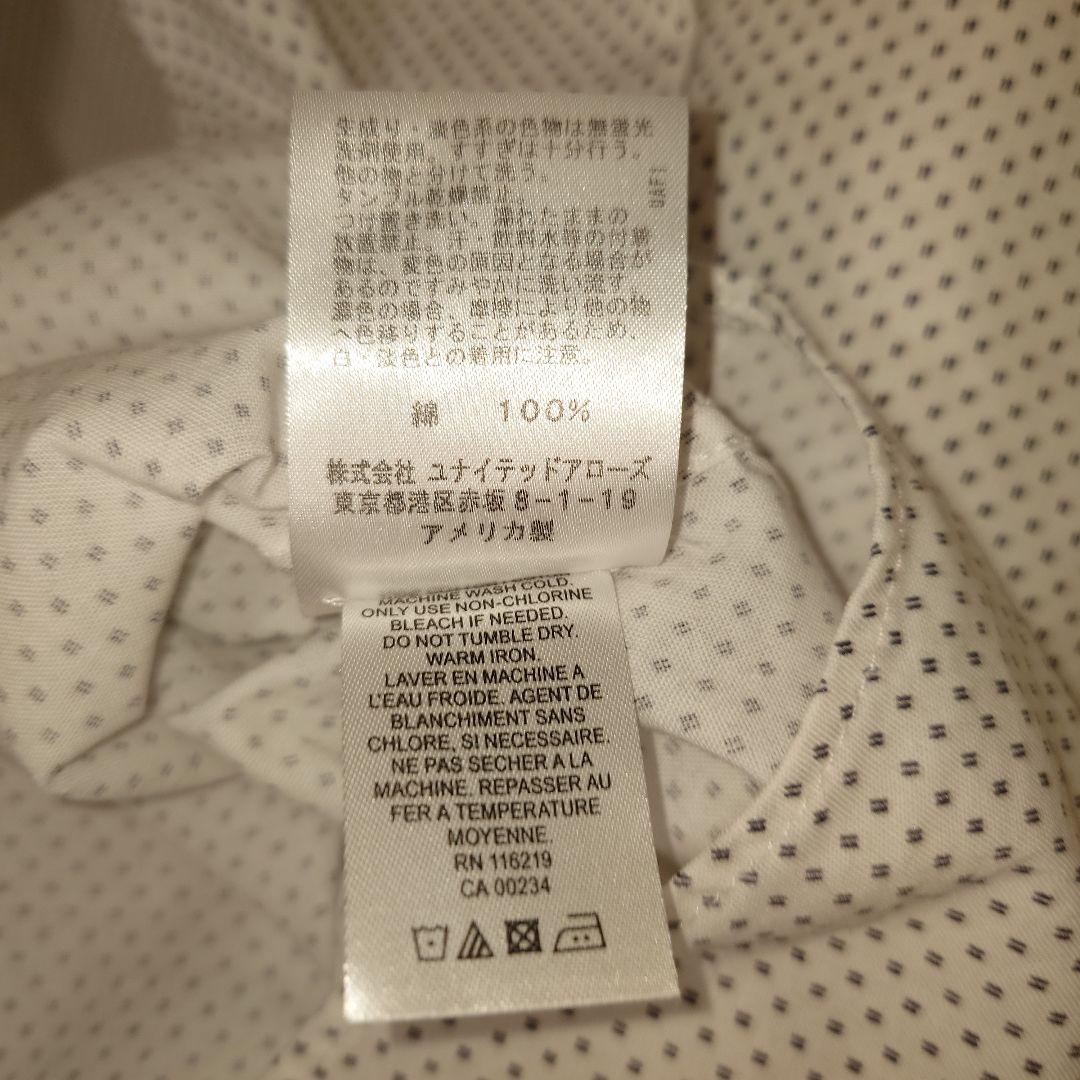 生成り・淡色系の色物は無蛍光
洗剤使用。すすぎは十分行う。
他の物と分けて洗う。
タンブル乾燥禁止。
つけ置き洗い、濡れたままの
放置禁止。汗・飲料水等の付着
物は、変色の原因となる場合が
あるのですみやかに洗い流す。
濃色の場合、摩擦により他の物
へ色移りすることがあるため、
白・淡色との着用に注意。
UAF1
綿 100%
株式会社 ユナイテッドアローズ
東京都港区赤坂8-1-19
アメリカ製
MACHINE WASH COLD.
ONLY USE NON-CHLORINE
BLEACH IF NEEDED.
DO NOT TUMBLE DRY.
WARM IRON.
LAVER EN MACHINE A
L'EAU FROIDE. AGENT DE
BLANCHIMENT SANS
CHLORE, SI NECESSAIRE.
NE PAS SECHER A LA
MACHINE. REPASSER AU
FER A TEMPERATURE
MOYENNE.
RN 116219
CA 00234